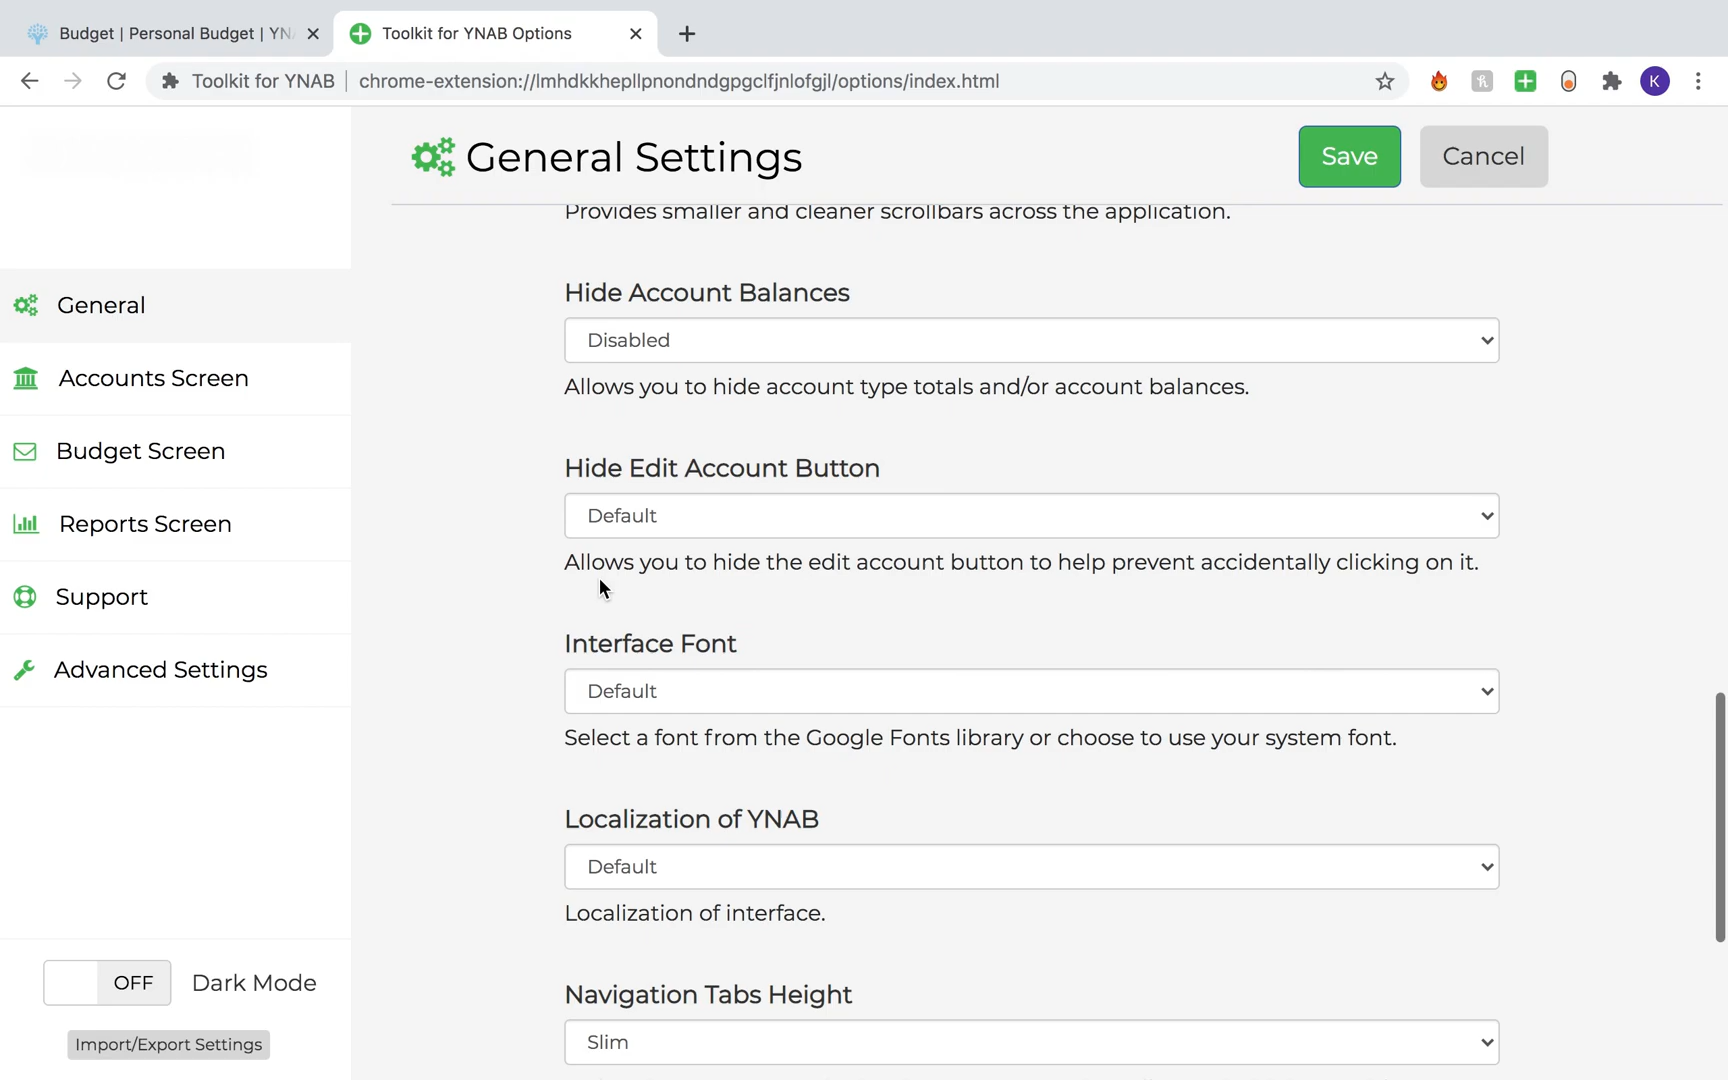 Budget | Personal Budget | YN
Toolkit for YNAB Options
Toolkit for YNAB | chrome-extension://lmhdkkhepllpnondndgpgclfjnlofgjl/options/index.html
K
General Settings
Save
Cancel
Provides smaller and cleaner scrollbars across the application.
General
Accounts Screen
Budget Screen
Reports Screen
Support
Advanced Settings
Hide Account Balances
Disabled
Allows you to hide account type totals and/or account balances.
Hide Edit Account Button
Default
Allows you to hide the edit account button to help prevent accidentally clicking on it.
Interface Font
Default
Select a font from the Google Fonts library or choose to use your system font.
Localization of YNAB
Default
Localization of interface.
Navigation Tabs Height
Slim
OFF Dark Mode
Import/Export Settings